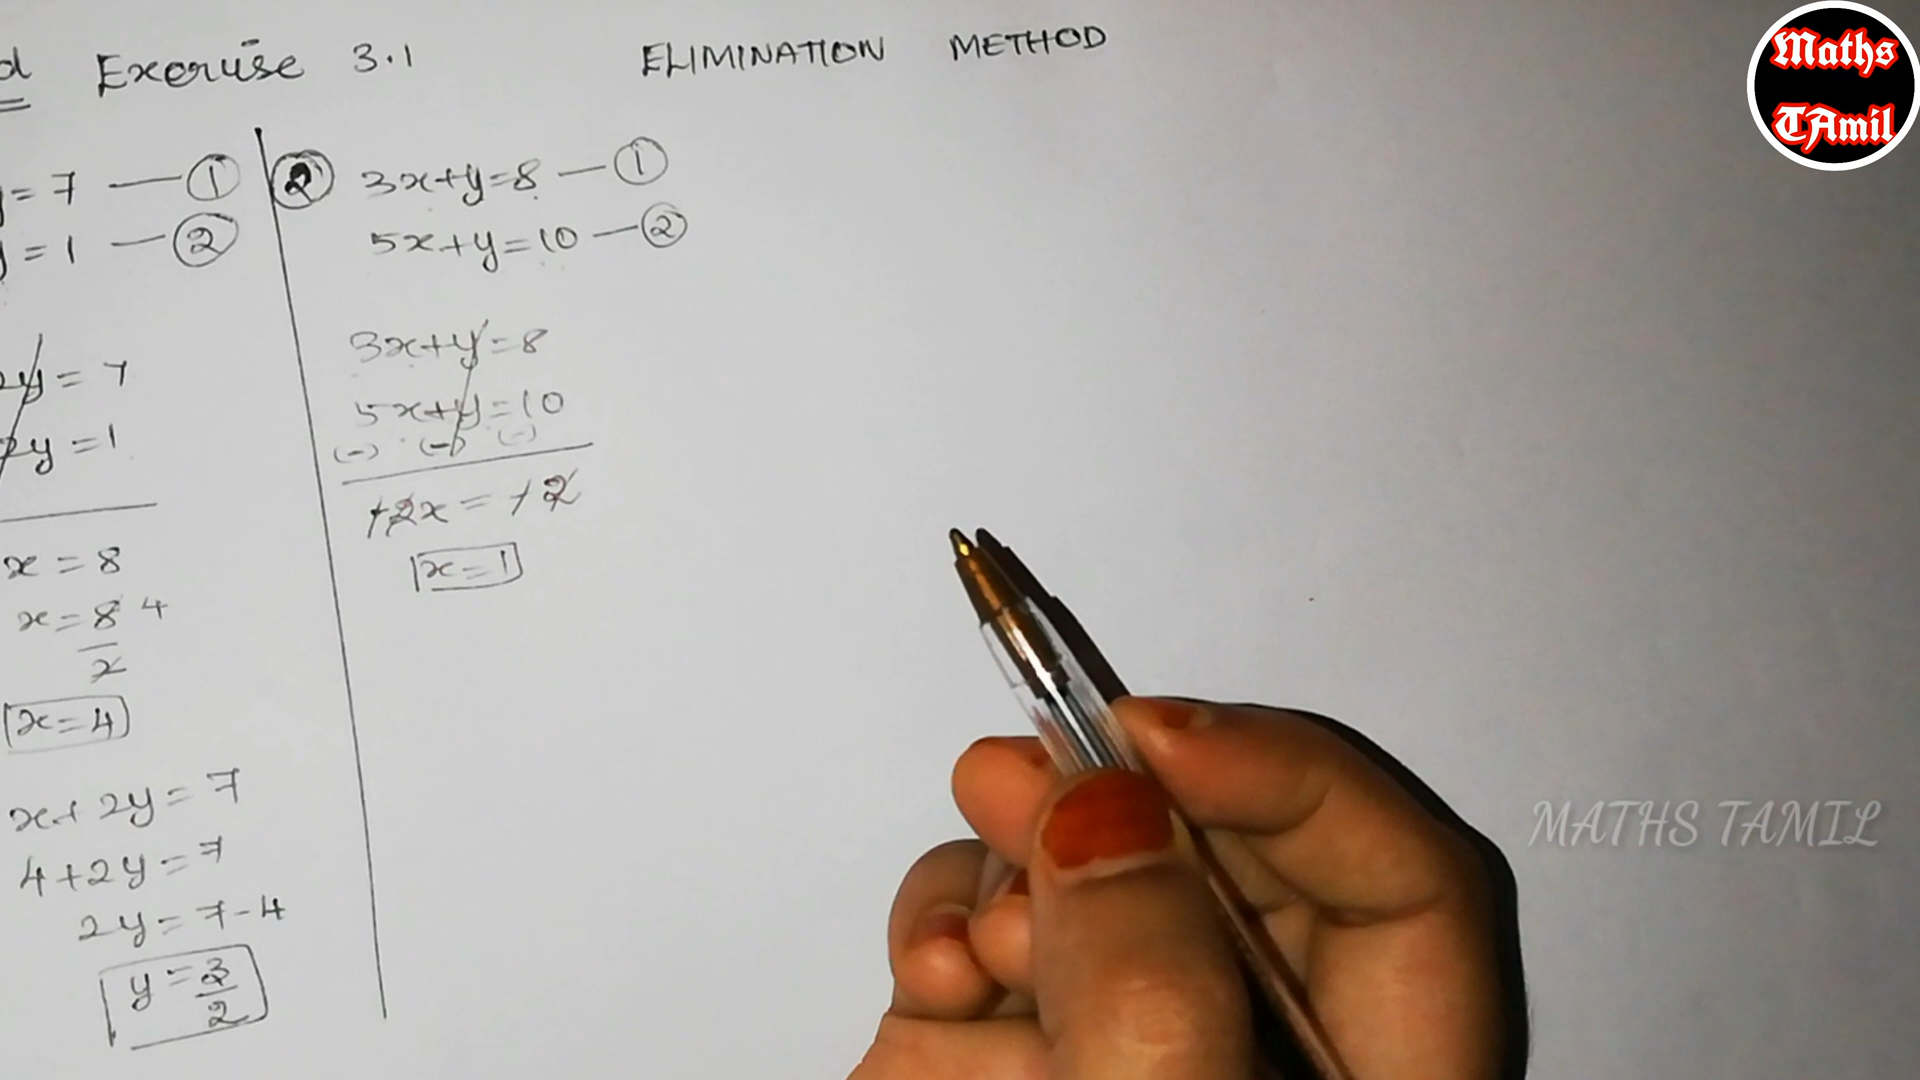 d Exercise 3.1 ELIMINATION METHOD
y = 7 — ①
y = 1 — ②
2y = 7
2y = 1
x = 8
x = 8 4
2
x = 4
x + 2y = 7
4 + 2y = 7
2y = 7 - 4
y = 3
2
② 3x+y=8 — ①
5x+y=10 — ②
3x+y=8
5x+y=10
(-) (-) (-)
+2x = +2
x = 1
Maths
TAmil
MATHS TAMIL